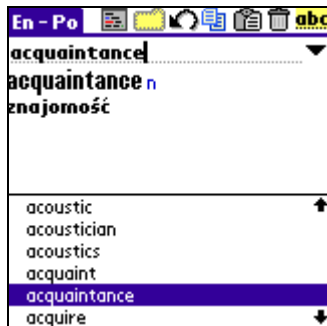 En - Po abc
acquaintance
acquaintance n
znajomość
acoustic
acoustician
acoustics
acquaint
acquaintance
acquire